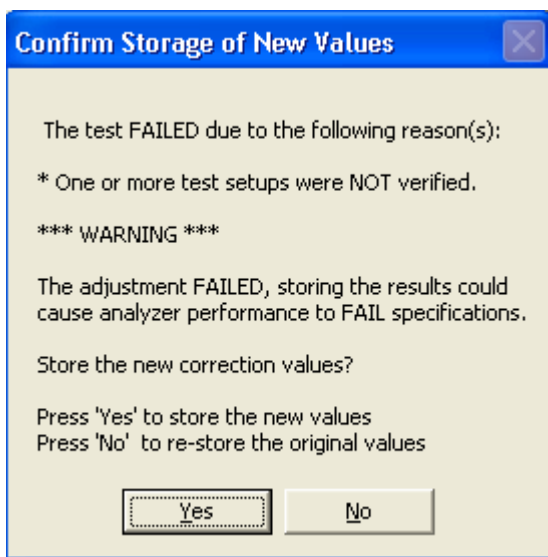 Confirm Storage of New Values
The test FAILED due to the following reason(s):
* One or more test setups were NOT verified.
*** WARNING ***
The adjustment FAILED, storing the results could
cause analyzer performance to FAIL specifications.
Store the new correction values?
Press 'Yes' to store the new values
Press 'No' to re-store the original values
Yes
No